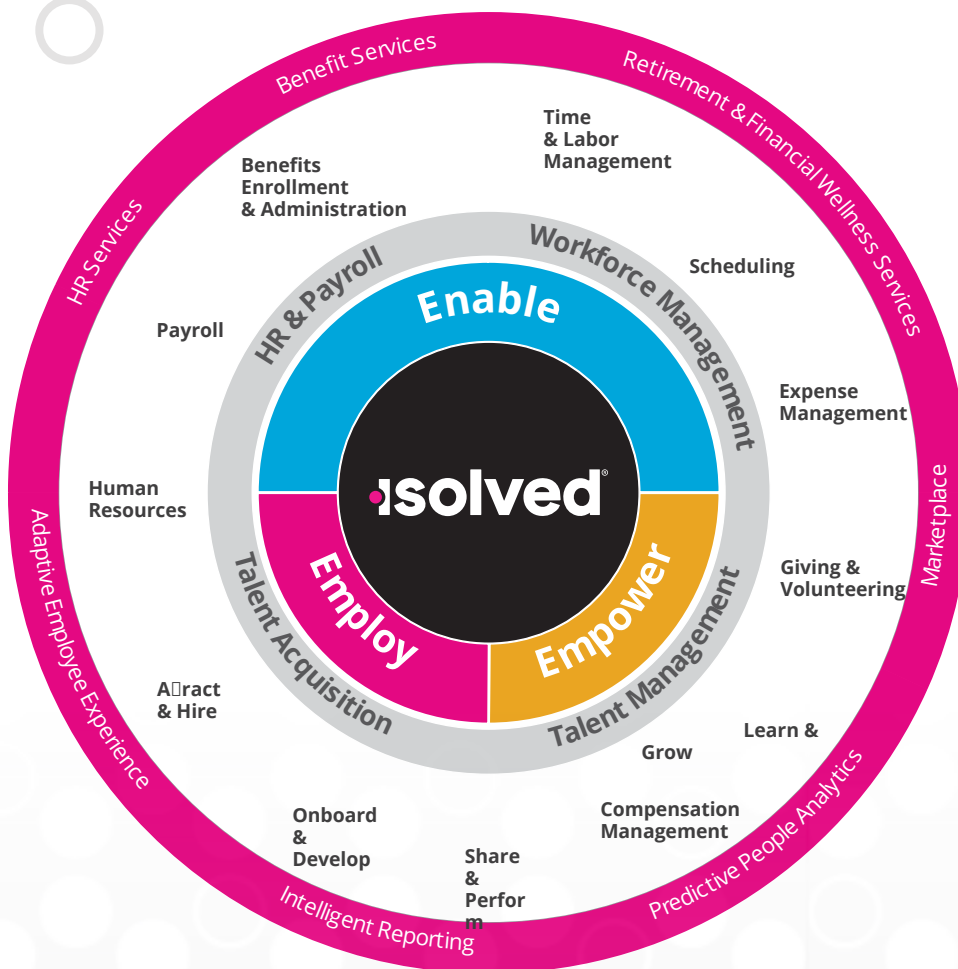 Benefit Services
Retirement & Financial Wellness Services
HR Services
Marketplace
Adaptive Employee Experience
Predictive People Analytics
Intelligent Reporting
Time
& Labor
Management
Benefits
Enrollment
& Administration
Scheduling
Payroll
Expense
Management
Human
Resources
Giving &
Volunteering
A▯ract
& Hire
Learn &
Grow
Compensation
Management
Onboard
&
Develop
Share
&
Perfor
m
HR & Payroll
Workforce Management
Talent Acquisition
Talent Management
Enable
Employ
Empower
isolved®